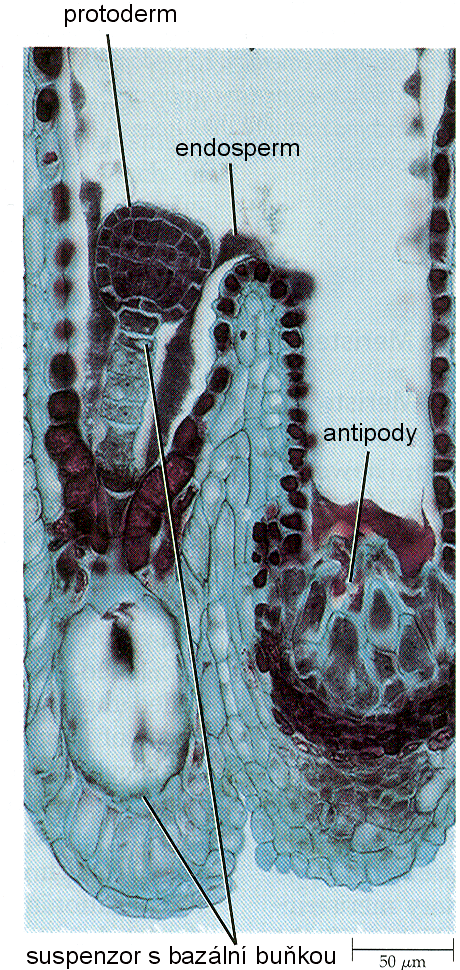 protoderm
endosperm
antipody
suspenzor s bazální buňkou
50 μm